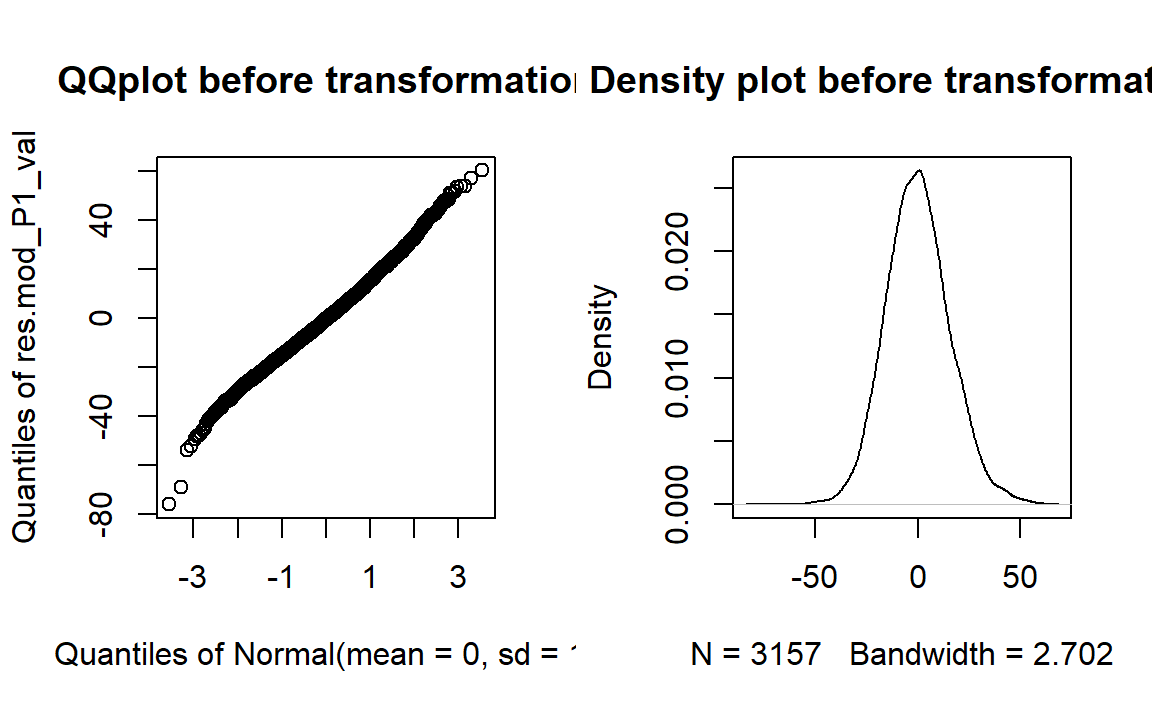 QQplot before transformation
Quantiles of res.mod_P1_val
40
0
-40
-80
-3 -1 1 3
Quantiles of Normal(mean = 0, sd =
Density plot before transformat
Density
0.020
0.010
0.000
-50 0 50
N = 3157 Bandwidth = 2.702